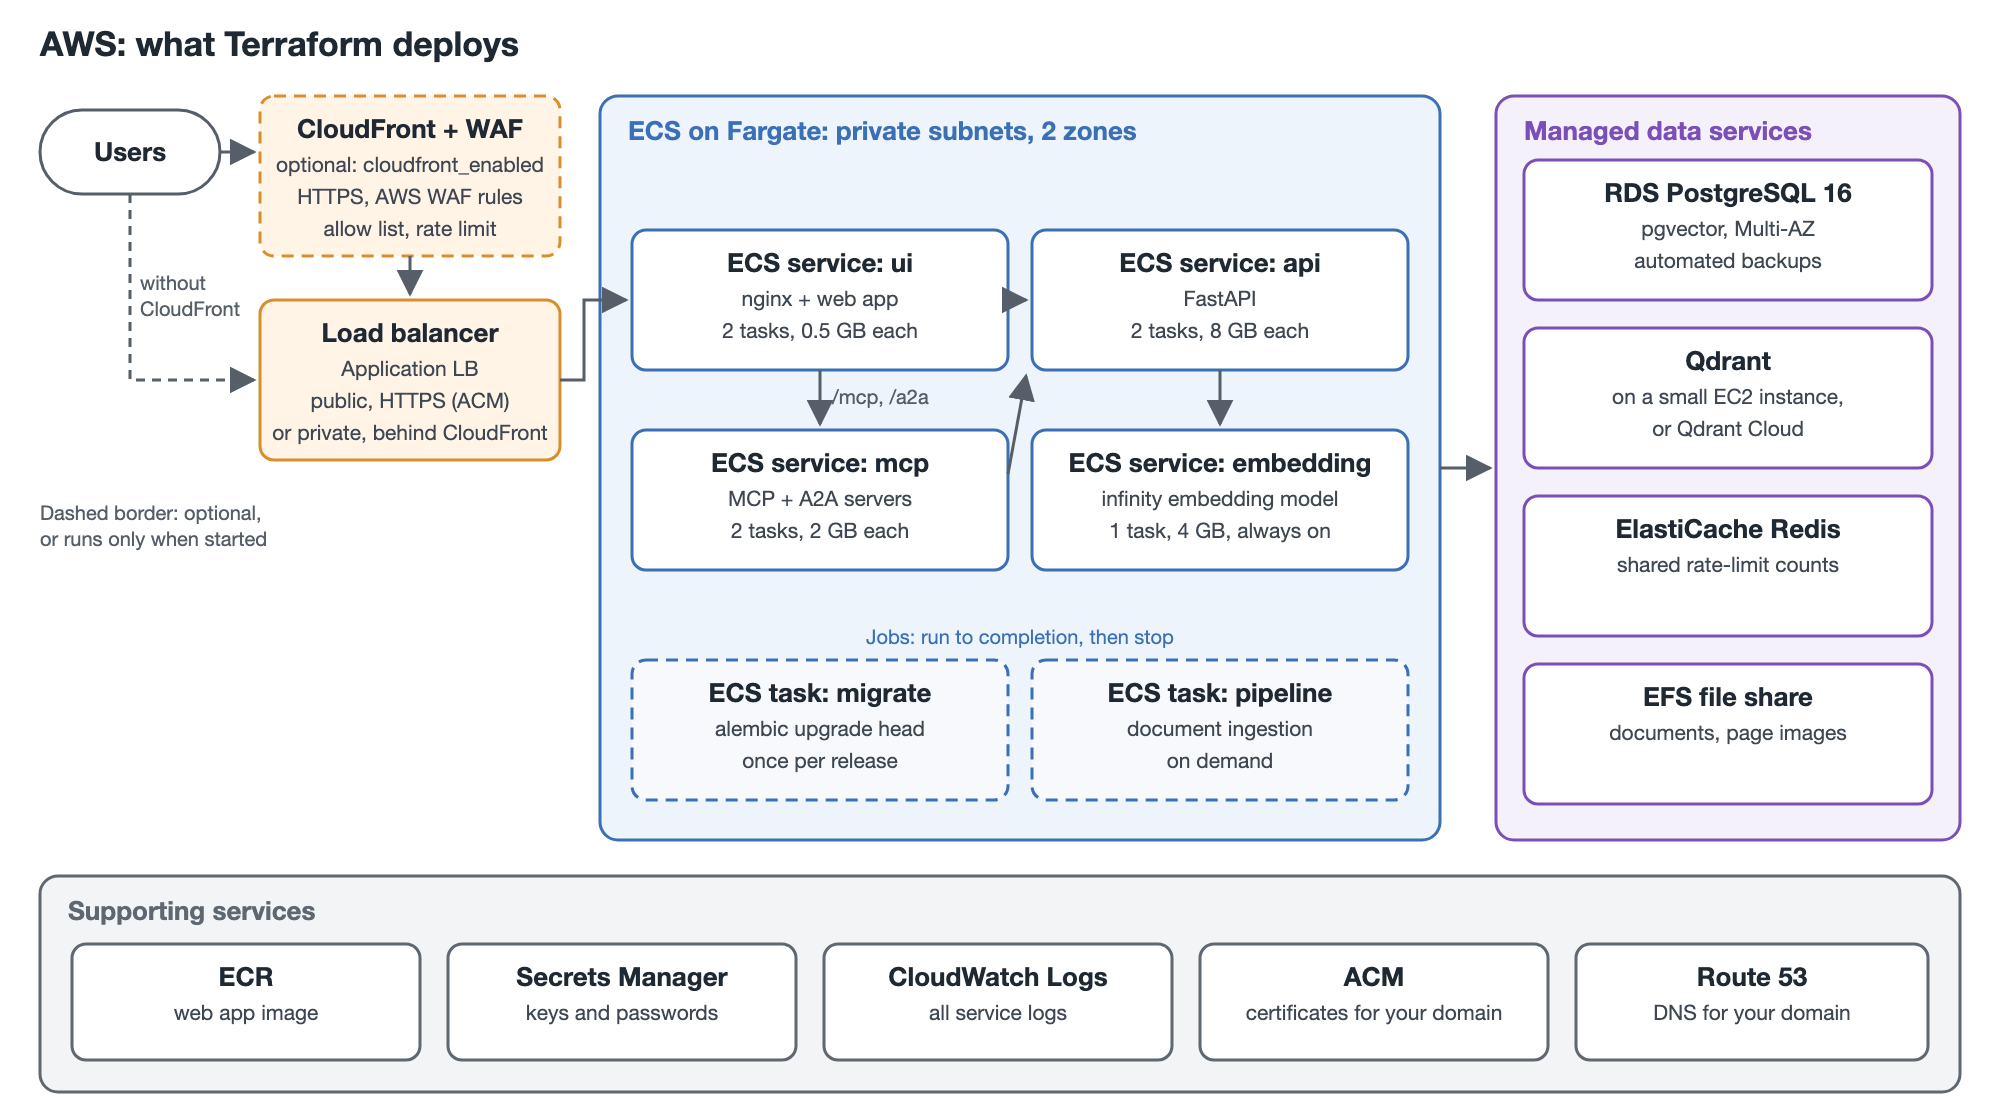 AWS: what Terraform deploys
Users
CloudFront + WAF
optional: cloudfront_enabled
HTTPS, AWS WAF rules
allow list, rate limit
without
CloudFront
Load balancer
Application LB
public, HTTPS (ACM)
or private, behind CloudFront
Dashed border: optional,
or runs only when started
ECS on Fargate: private subnets, 2 zones
ECS service: ui
nginx + web app
2 tasks, 0.5 GB each
ECS service: api
FastAPI
2 tasks, 8 GB each
/mcp, /a2a
ECS service: mcp
MCP + A2A servers
2 tasks, 2 GB each
ECS service: embedding
infinity embedding model
1 task, 4 GB, always on
Jobs: run to completion, then stop
ECS task: migrate
alembic upgrade head
once per release
ECS task: pipeline
document ingestion
on demand
Managed data services
RDS PostgreSQL 16
pgvector, Multi-AZ
automated backups
Qdrant
on a small EC2 instance,
or Qdrant Cloud
ElastiCache Redis
shared rate-limit counts
EFS file share
documents, page images
Supporting services
ECR
web app image
Secrets Manager
keys and passwords
CloudWatch Logs
all service logs
ACM
certificates for your domain
Route 53
DNS for your domain